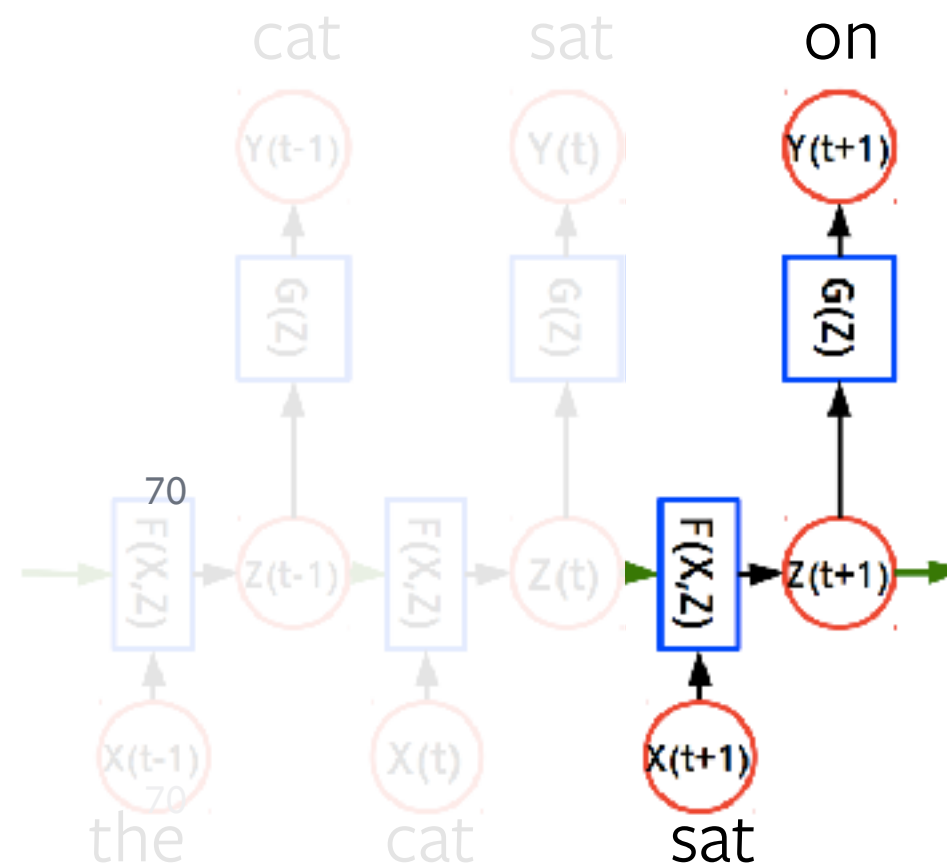 cat sat on
Y(t-1) Y(t) Y(t+1)
G(Z) G(Z) G(Z)
70
F(X,Z) Z(t-1) F(X,Z) Z(t) F(X,Z) Z(t+1)
X(t-1) X(t) X(t+1)
70
the cat sat